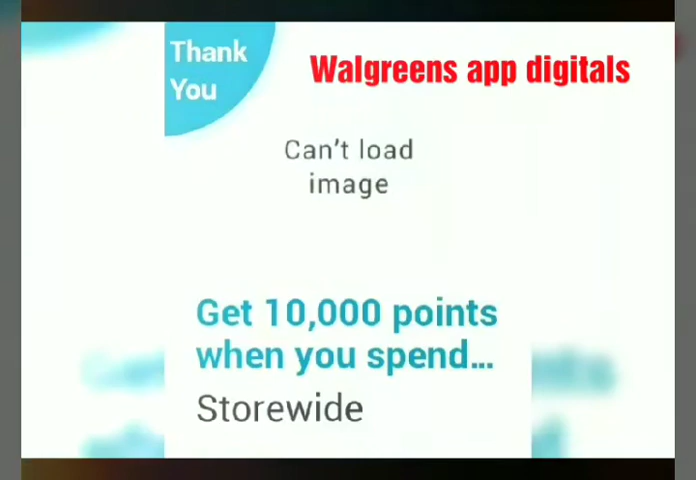 Thank
You
Walgreens app digitals
Can't load
image
Get 10,000 points
when you spend...
Storewide